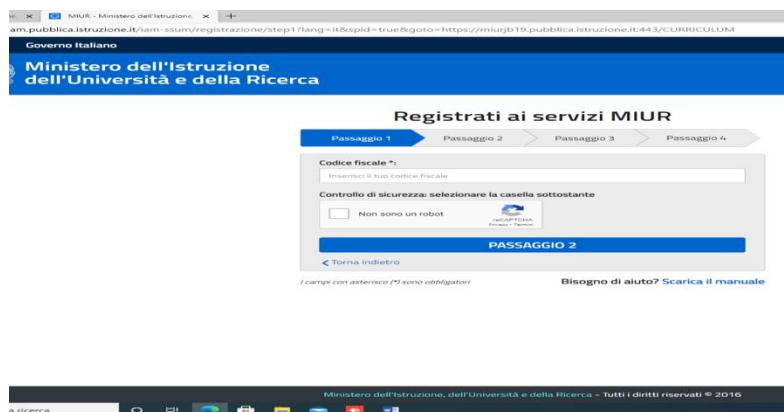 MIUR - Ministero dell'Istruzione
am.pubblica.istruzione.it/iam-ssum/registrazione/step1?lang=it&spid=true&goto=https://miurjb19.pubblica.istruzione.it:443/CURRICULUM
Governo Italiano
Ministero dell'Istruzione
dell'Università e della Ricerca
Registrati ai servizi MIUR
Passaggio 1 Passaggio 2 Passaggio 3 Passaggio 4
Codice fiscale *:
Inserisci il tuo codice fiscale
Controllo di sicurezza: selezionare la casella sottostante
Non sono un robot
reCAPTCHA
Privacy - Termini
PASSAGGIO 2
Torna indietro
I campi con asterisco (*) sono obbligatori
Bisogno di aiuto? Scarica il manuale
Ministero dell'Istruzione, dell'Università e della Ricerca - Tutti i diritti riservati © 2016
a ricerca